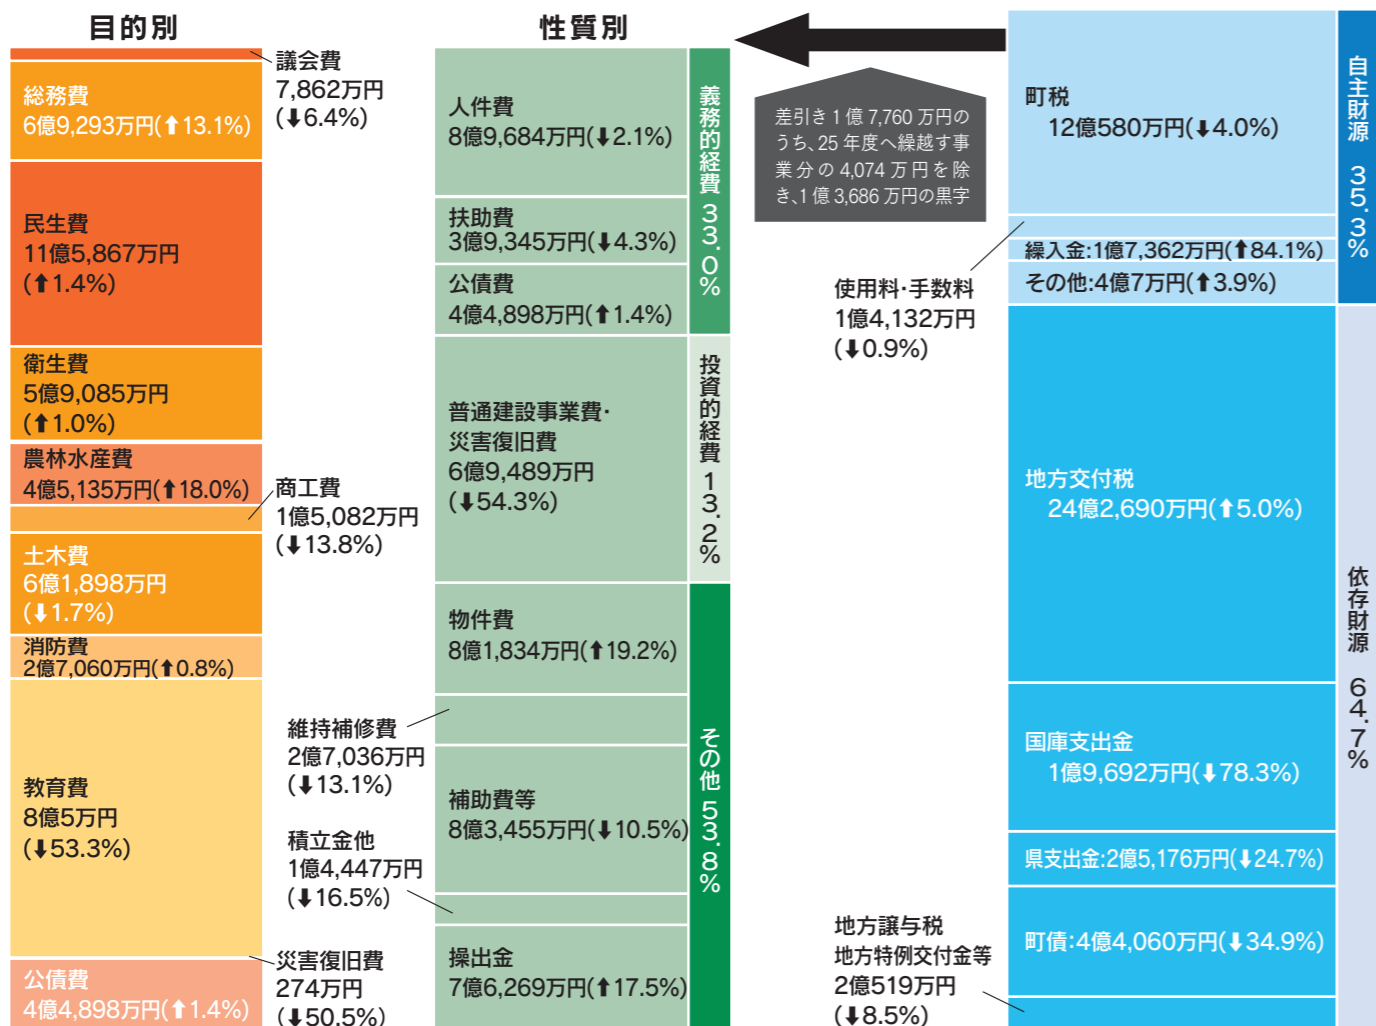 目的別
議会費
7,862万円
(⬇6.4%)
総務費
6億9,293万円(⬆13.1%)
民生費
11億5,867万円
(⬆1.4%)
衛生費
5億9,085万円
(⬆1.0%)
農林水産費
4億5,135万円(⬆18.0%)
商工費
1億5,082万円
(⬇13.8%)
土木費
6億1,898万円
(⬇1.7%)
消防費
2億7,060万円(⬆0.8%)
教育費
8億5万円
(⬇53.3%)
災害復旧費
274万円
(⬇50.5%)
公債費
4億4,898万円(⬆1.4%)
性質別
人件費
8億9,684万円(⬇2.1%)
扶助費
3億9,345万円(⬇4.3%)
公債費
4億4,898万円(⬆1.4%)
義務的経費 33.0%
普通建設事業費・
災害復旧費
6億9,489万円
(⬇54.3%)
投資的経費 13.2%
物件費
8億1,834万円(⬆19.2%)
維持補修費
2億7,036万円
(⬇13.1%)
補助費等
8億3,455万円(⬇10.5%)
積立金他
1億4,447万円
(⬇16.5%)
操出金
7億6,269万円(⬆17.5%)
その他 53.8%
差引き1億7,760万円の
うち、25年度へ繰越す事
業分の4,074万円を除
き、1億3,686万円の黒字
町税
12億580万円(⬇4.0%)
使用料・手数料
1億4,132万円
(⬇0.9%)
繰入金:1億7,362万円(⬆84.1%)
その他:4億7万円(⬆3.9%)
自主財源 35.3%
地方交付税
24億2,690万円(⬆5.0%)
国庫支出金
1億9,692万円(⬇78.3%)
県支出金:2億5,176万円(⬇24.7%)
町債:4億4,060万円(⬇34.9%)
地方譲与税
地方特例交付金等
2億519万円
(⬇8.5%)
依存財源 64.7%